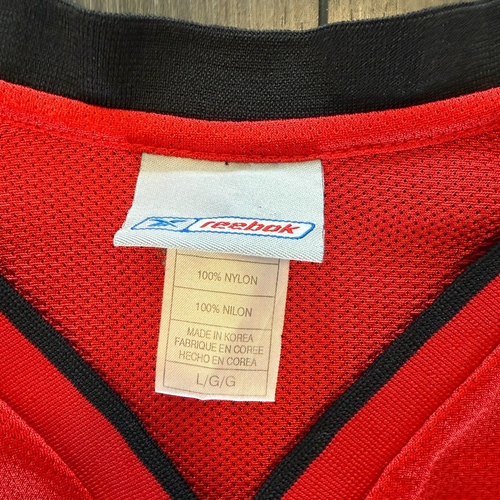 reebok
100% NYLON
100% NILON
MADE IN KOREA
FABRIQUE EN COREE
HECHO EN COREA
L/G/G